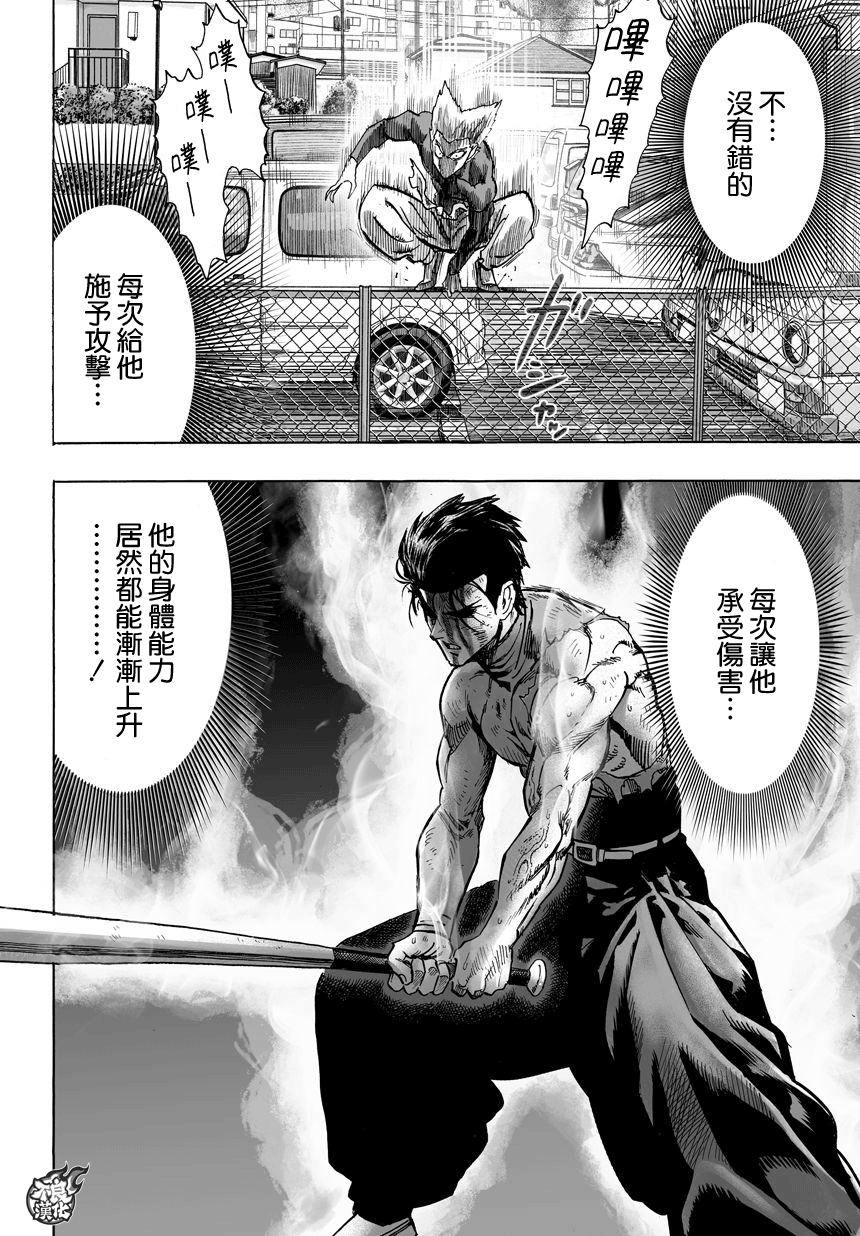 不…
沒有錯的
嗶
嗶
嗶
嗶
噗—
噗—
噗—
ガシャッ
每次給他
施予攻擊…
每次讓他
承受傷害…
他的身體能力
居然都能漸漸上升
…………！
漢化